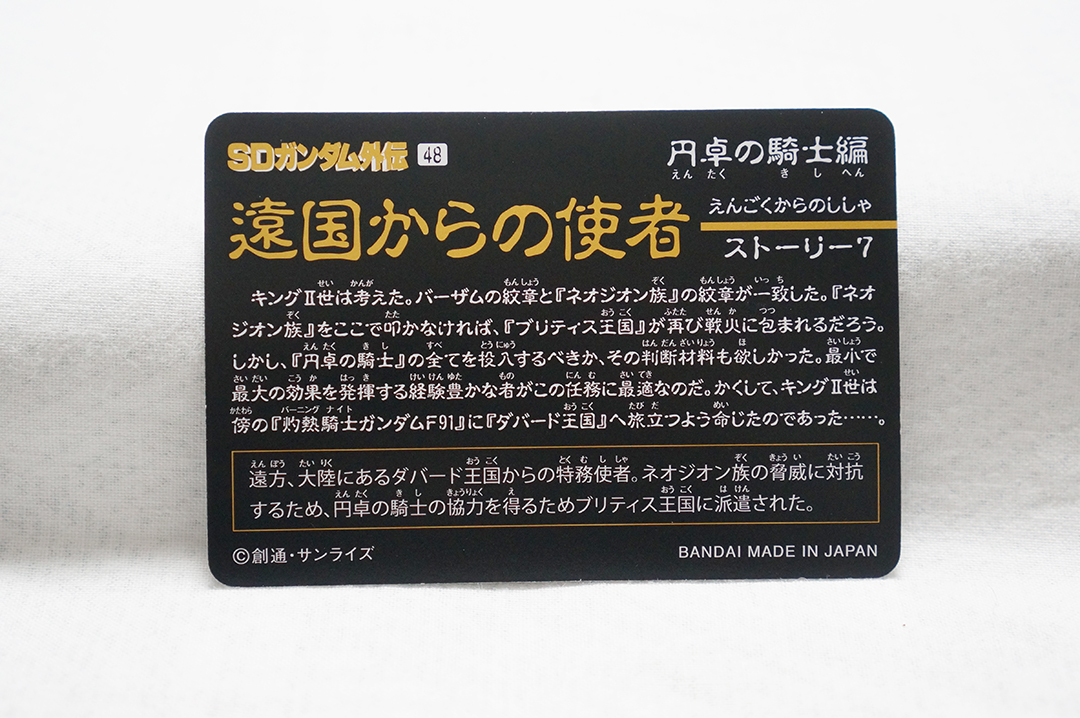 SDガンダム外伝 48
円卓の騎士編
えんたく きしへん
遠国からの使者
えんごくからのししゃ
ストーリー7
キングⅡ世は考えた。バーザムの紋章と『ネオジオン族』の紋章が一致した。『ネオ
ジオン族』をここで叩かなければ、『ブリティス王国』が再び戦火に包まれるだろう。
しかし、『円卓の騎士』の全てを投入するべきか、その判断材料も欲しかった。最小で
最大の効果を発揮する経験豊かな者がこの任務に最適なのだ。かくして、キングⅡ世は
傍の『灼熱騎士ガンダムF91』に『ダバード王国』へ旅立つよう命じたのであった……。
遠方、大陸にあるダバード王国からの特務使者。ネオジオン族の脅威に対抗
するため、円卓の騎士の協力を得るためブリティス王国に派遣された。
©創通・サンライズ
BANDAI MADE IN JAPAN